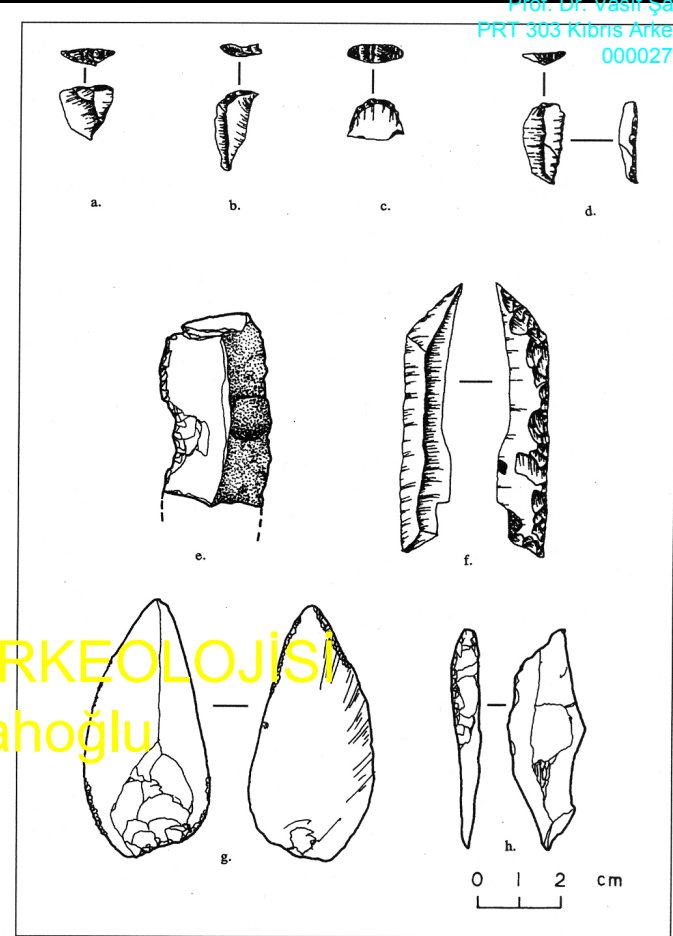 Prof. Dr. Vasıf Şa
PRT 303 Kıbrıs Arke
000027
a.
b.
c.
d.
e.
f.
RKEOLOJİSİ
ahoğlu
g.
h.
0 1 2 cm